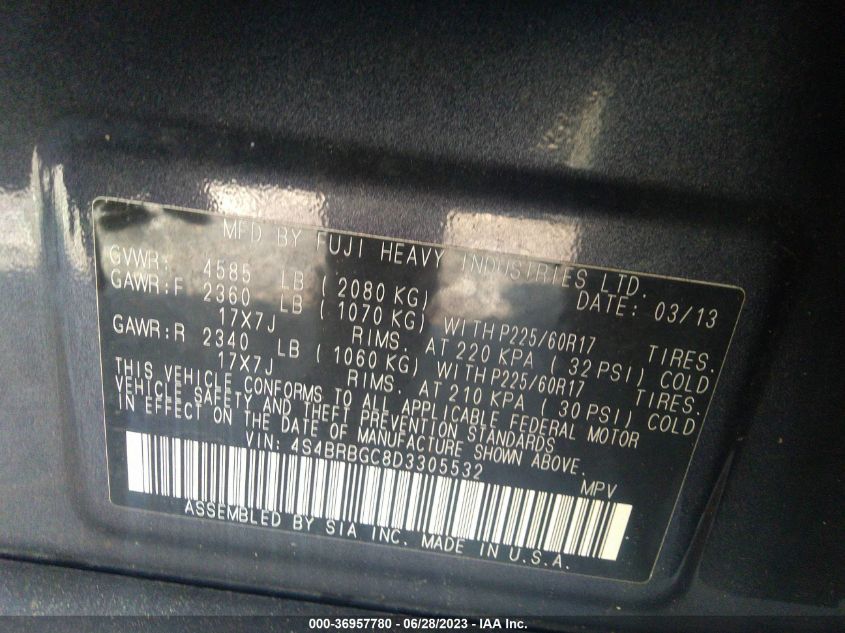 MFD BY FUJI HEAVY INDUSTRIES LTD.
GVWR: 4585 LB ( 2080 KG) DATE: 03/13
GAWR:F 2360 LB ( 1070 KG) WITH P225/60R17 TIRES.
17X7J RIMS. AT 220 KPA ( 32 PSI) COLD
GAWR:R 2340 LB ( 1060 KG) WITH P225/60R17 TIRES.
17X7J RIMS. AT 210 KPA ( 30 PSI) COLD
THIS VEHICLE CONFORMS TO ALL APPLICABLE FEDERAL MOTOR
VEHICLE SAFETY AND THEFT PREVENTION STANDARDS
IN EFFECT ON THE DATE OF MANUFACTURE SHOWN ABOVE.
VIN: 4S4BRBGC8D3305532 MPV
ASSEMBLED BY SIA INC. MADE IN U.S.A.
000-36957780 - 06/28/2023 - IAA Inc.